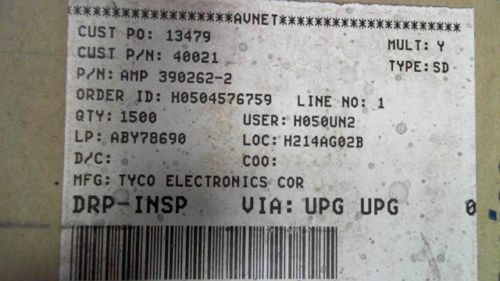 ********************AVNET********************
CUST PO: 13479 MULT: Y
CUST P/N: 40021 TYPE: SD
P/N: AMP 390262-2
ORDER ID: H0504576759 LINE NO: 1
QTY: 1500 USER: H050UN2
LP: ABY78690 LOC: H214AG02B
D/C: COO:
MFG: TYCO ELECTRONICS COR
DRP-INSP VIA: UPG UPG 0